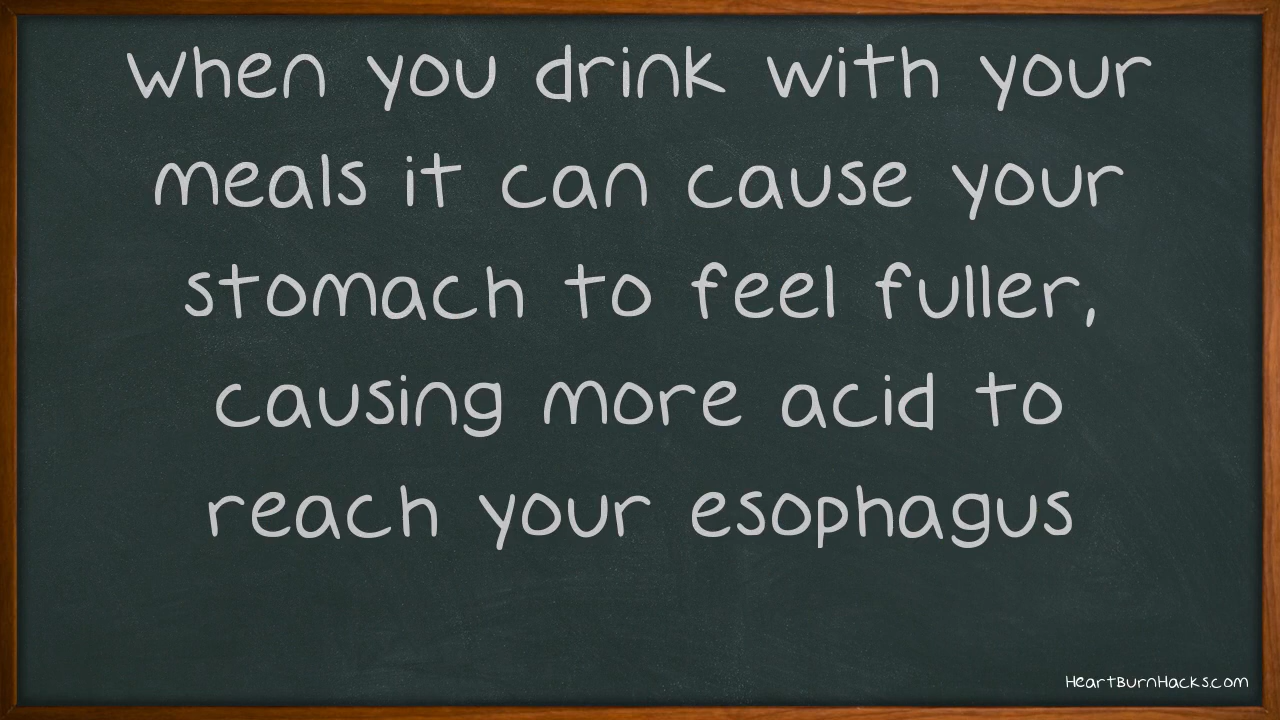 When you drink with your
meals it can cause your
stomach to feel fuller,
causing more acid to
reach your esophagus
HeartBurnHacks.com